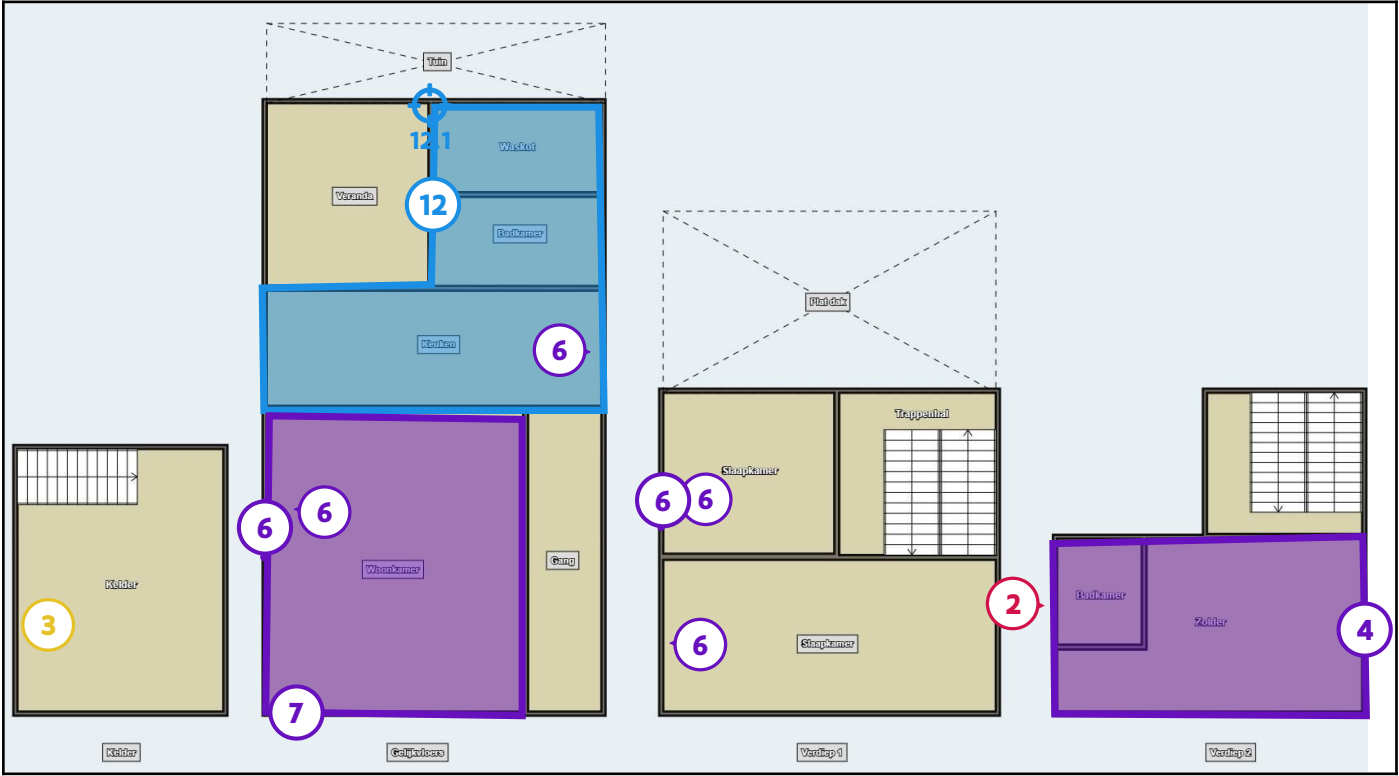 Tuin
12.1
Waskot
Veranda
12
Badkamer
Keuken
6
Plat dak
Trappenhal
Slaapkamer
6
6
6
6
Woonkamer
Gang
Kelder
3
7
2
Badkamer
Zolder
4
6
Slaapkamer
Kelder
Gelijkvloers
Verdiep 1
Verdiep 2